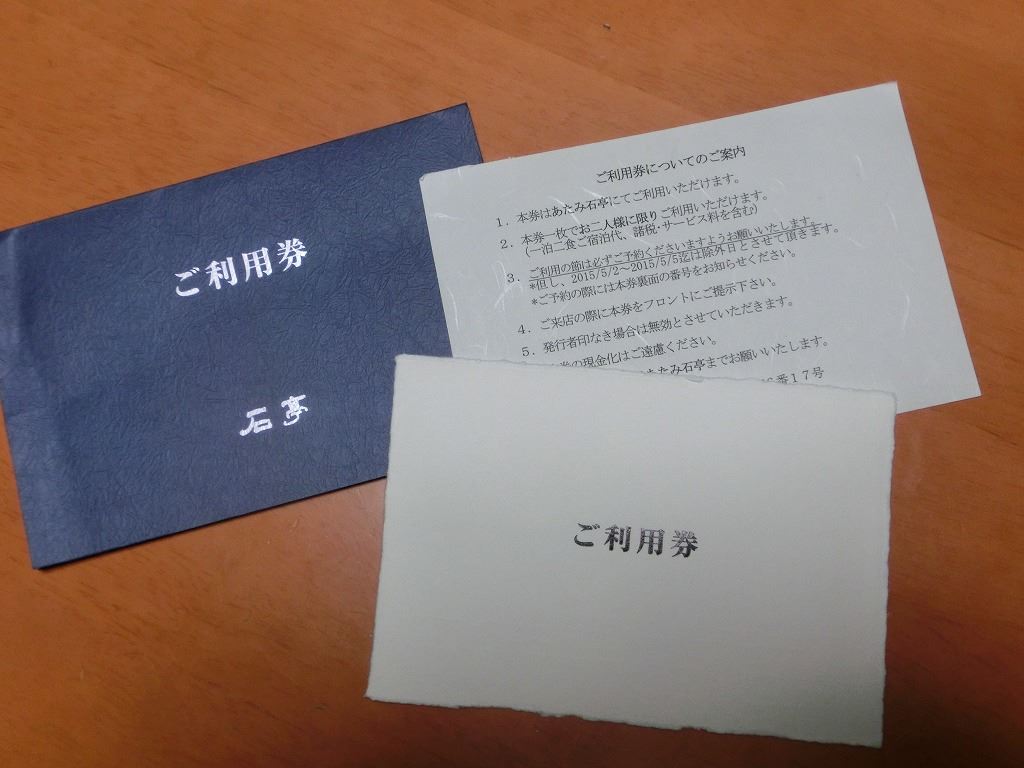 ご利用券
石亭
ご利用券についてのご案内
1．本券はあたみ石亭にてご利用いただけます。
2．本券一枚でお二人様に限りご利用いただけます。
(一泊二食ご宿泊代、諸税・サービス料を含む)
3．ご利用の節は必ずご予約くださいますようお願いいたします。
*但し、2015/5/2～2015/5/5迄は除外日とさせて頂きます。
*ご予約の際には本券裏面の番号をお知らせください。
4．ご来店の際に本券をフロントにご提示下さい。
5．発行者印なき場合は無効とさせていただきます。
券の現金化はご遠慮ください。
あたみ石亭までお願いいたします。
番17号
ご利用券